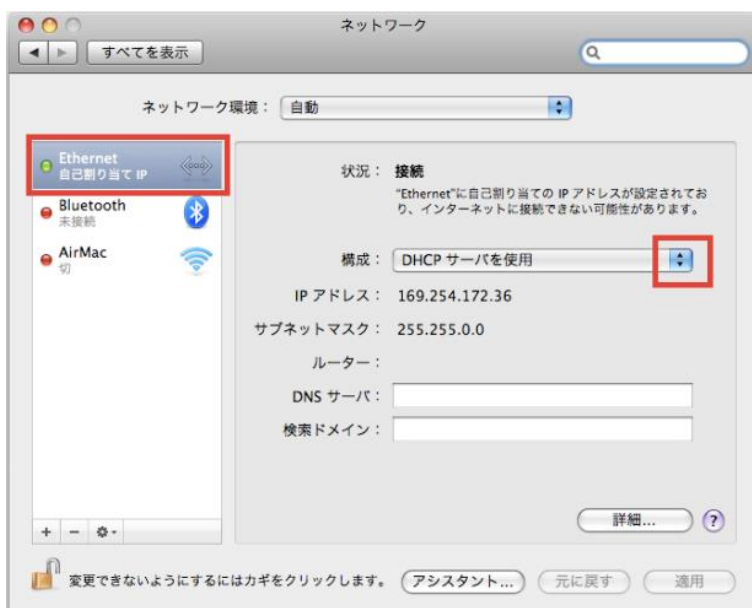 ネットワーク
すべてを表示
ネットワーク環境： 自動
Ethernet
自己割り当て IP
Bluetooth
未接続
AirMac
切
状況： 接続
“Ethernet”に自己割り当ての IP アドレスが設定されてお
り、インターネットに接続できない可能性があります。
構成： DHCP サーバを使用
IP アドレス： 169.254.172.36
サブネットマスク： 255.255.0.0
ルーター：
DNS サーバ：
検索ドメイン：
詳細... ?
変更できないようにするにはカギをクリックします。 アシスタント... 元に戻す 適用